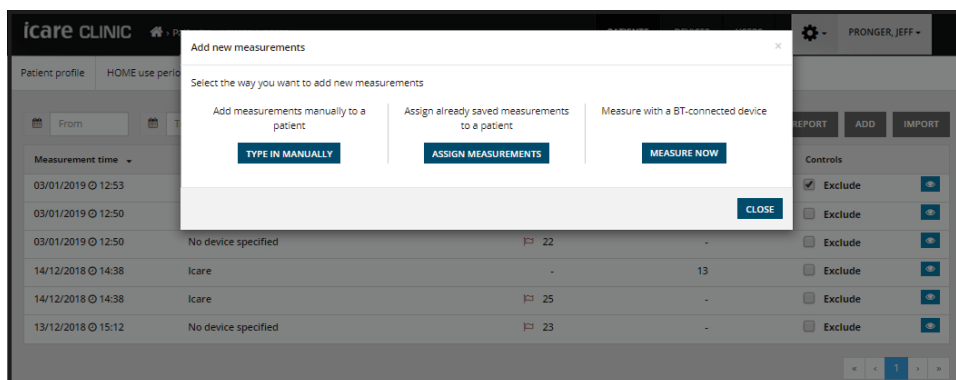 icare CLINIC
PRONGER, JEFF
Add new measurements
×
Patient profile
HOME use perio
Select the way you want to add new measurements
Add measurements manually to a
patient
TYPE IN MANUALLY
Assign already saved measurements
to a patient
ASSIGN MEASUREMENTS
Measure with a BT-connected device
MEASURE NOW
CLOSE
From
T
REPORT
ADD
IMPORT
Measurement time
Controls
03/01/2019 12:53
Exclude
03/01/2019 12:50
Exclude
03/01/2019 12:50 No device specified 22 - Exclude
14/12/2018 14:38 Icare - 13 Exclude
14/12/2018 14:38 Icare 25 - Exclude
13/12/2018 15:12 No device specified 23 - Exclude
« ‹ 1 › »